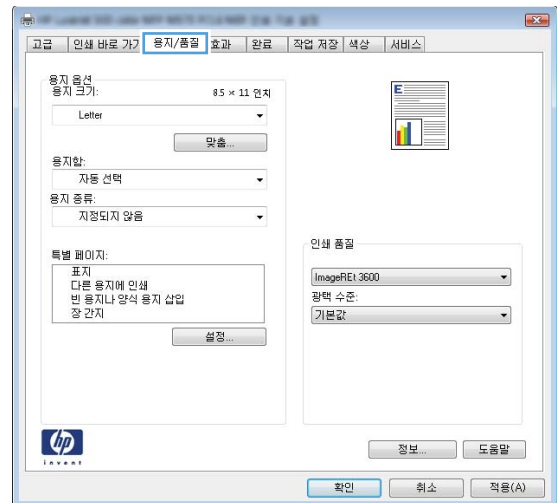 고급 인쇄 바로 가기 용지/품질 효과 완료 작업 저장 색상 서비스
용지 옵션
용지 크기: 8.5 × 11 인치
Letter
맞춤...
용지함:
자동 선택
용지 종류:
지정되지 않음
특별 페이지:
표지
다른 용지에 인쇄
빈 용지나 양식 용지 삽입
장 간지
설정...
E
인쇄 품질
ImageREt 3600
광택 수준:
기본값
hp
invent
정보... 도움말
확인 취소 적용(A)